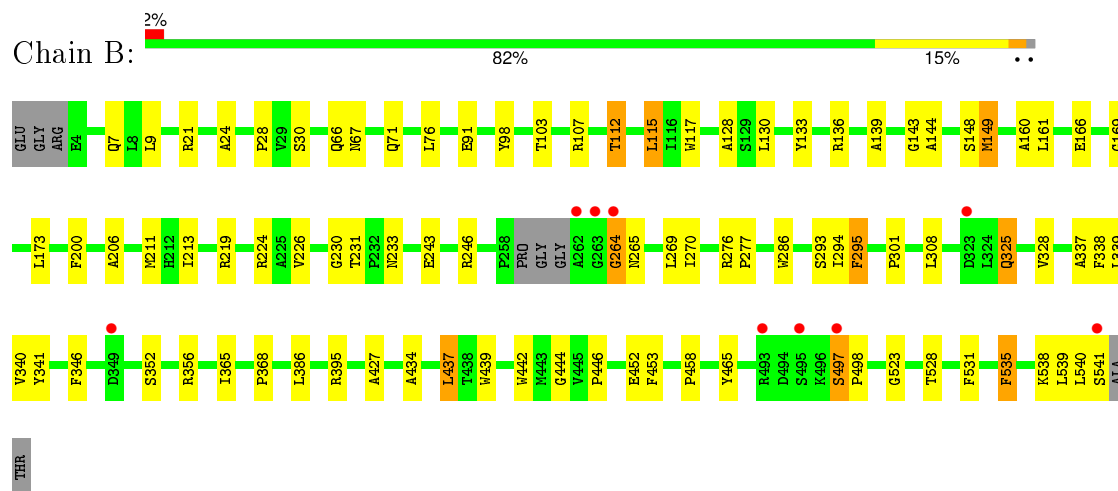 2%
Chain B:
82% 15% • •
GLU GLY ARG E4 Q7 L8 L9 R21 A24 P28 V29 S30 Q66 N67 Q71 L76 E91 Y98 T103 R107 T112 L115 I116 W117 A128 S129 L130 Y133 R136 A139 G143 A144 S148 M149 A160 L161 E166
L173 F200 A206 M211 H212 I213 R219 R224 A225 V226 G230 T231 P232 N233 E243 R246 P258 PRO GLY GLY A262 G263 G264 N265 L269 I270 R276 P277 W286 S293 I294 F295 P301 L308 D323 L324 Q325 V328 A337 F338 L339
V340 Y341 F346 D349 S352 R356 I365 P368 L386 R395 A427 A434 L437 T438 W439 W442 M443 G444 V445 P446 E452 F453 P458 Y465 R493 D494 S495 K496 S497 P498 G523 T528 F531 F535 K538 L539 L540 S541 ALA
THR